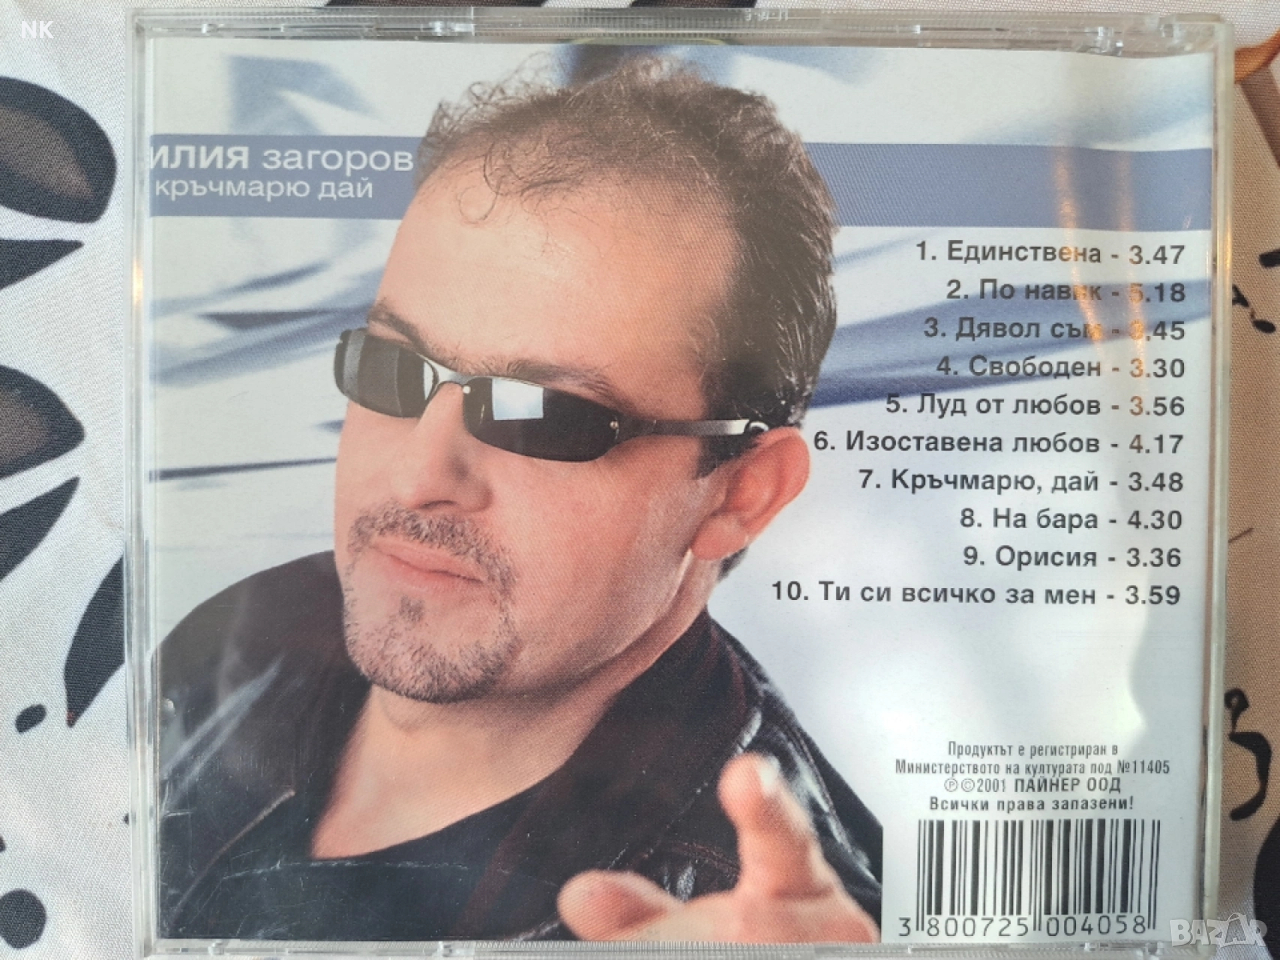 NK
ИЛИЯ загоров
кръчмарю дай
1. Единствена - 3.47
2. По навик - 5.18
3. Дявол съм - 3.45
4. Свободен - 3.30
5. Луд от любов - 3.56
6. Изоставена любов - 4.17
7. Кръчмарю, дай - 3.48
8. На бара - 4.30
9. Орисия - 3.36
10. Ти си всичко за мен - 3.59
Продуктът е регистриран в
Министерството на културата под №11405
℗©2001 ПАЙНЕР ООД
Всички права запазени!
3 800725 004058
BAZAR